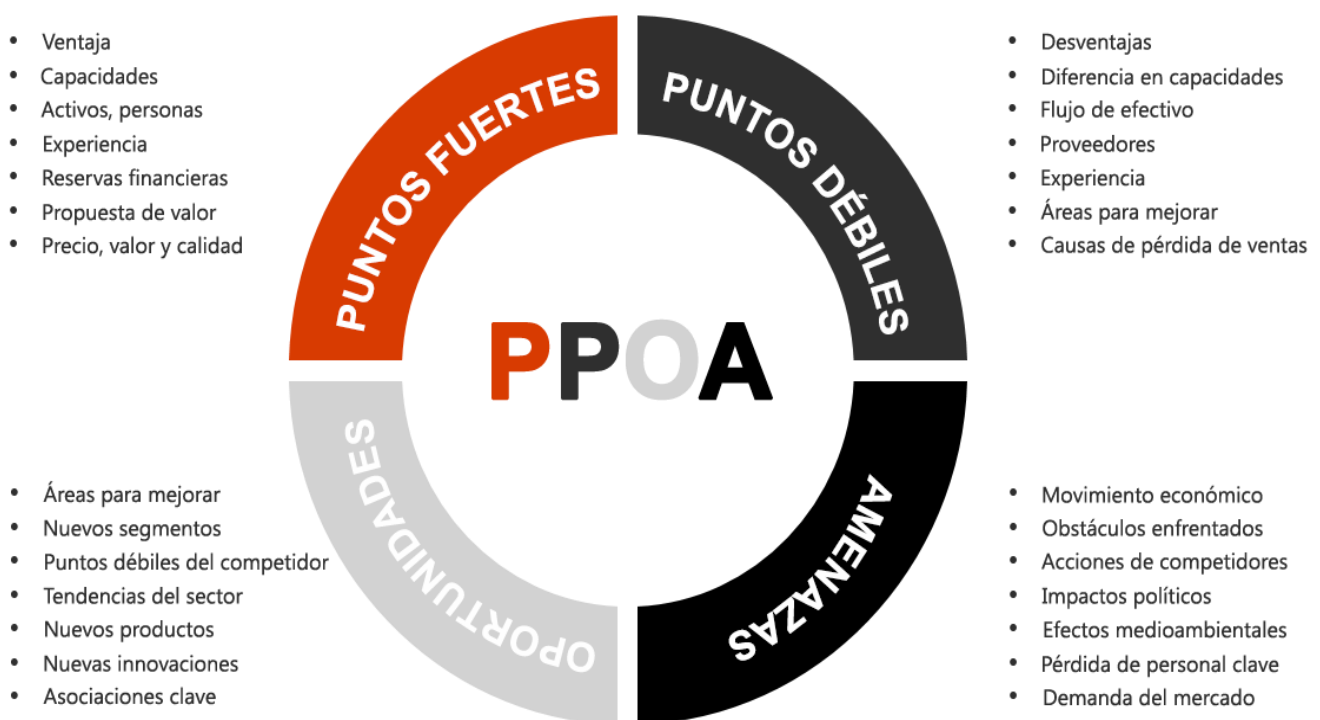 • Ventaja
• Capacidades
• Activos, personas
• Experiencia
• Reservas financieras
• Propuesta de valor
• Precio, valor y calidad
PUNTOS FUERTES
PUNTOS DÉBILES
• Desventajas
• Diferencia en capacidades
• Flujo de efectivo
• Proveedores
• Experiencia
• Áreas para mejorar
• Causas de pérdida de ventas
PPOA
• Áreas para mejorar
• Nuevos segmentos
• Puntos débiles del competidor
• Tendencias del sector
• Nuevos productos
• Nuevas innovaciones
• Asociaciones clave
OPORTUNIDADES
AMENAZAS
• Movimiento económico
• Obstáculos enfrentados
• Acciones de competidores
• Impactos políticos
• Efectos medioambientales
• Pérdida de personal clave
• Demanda del mercado